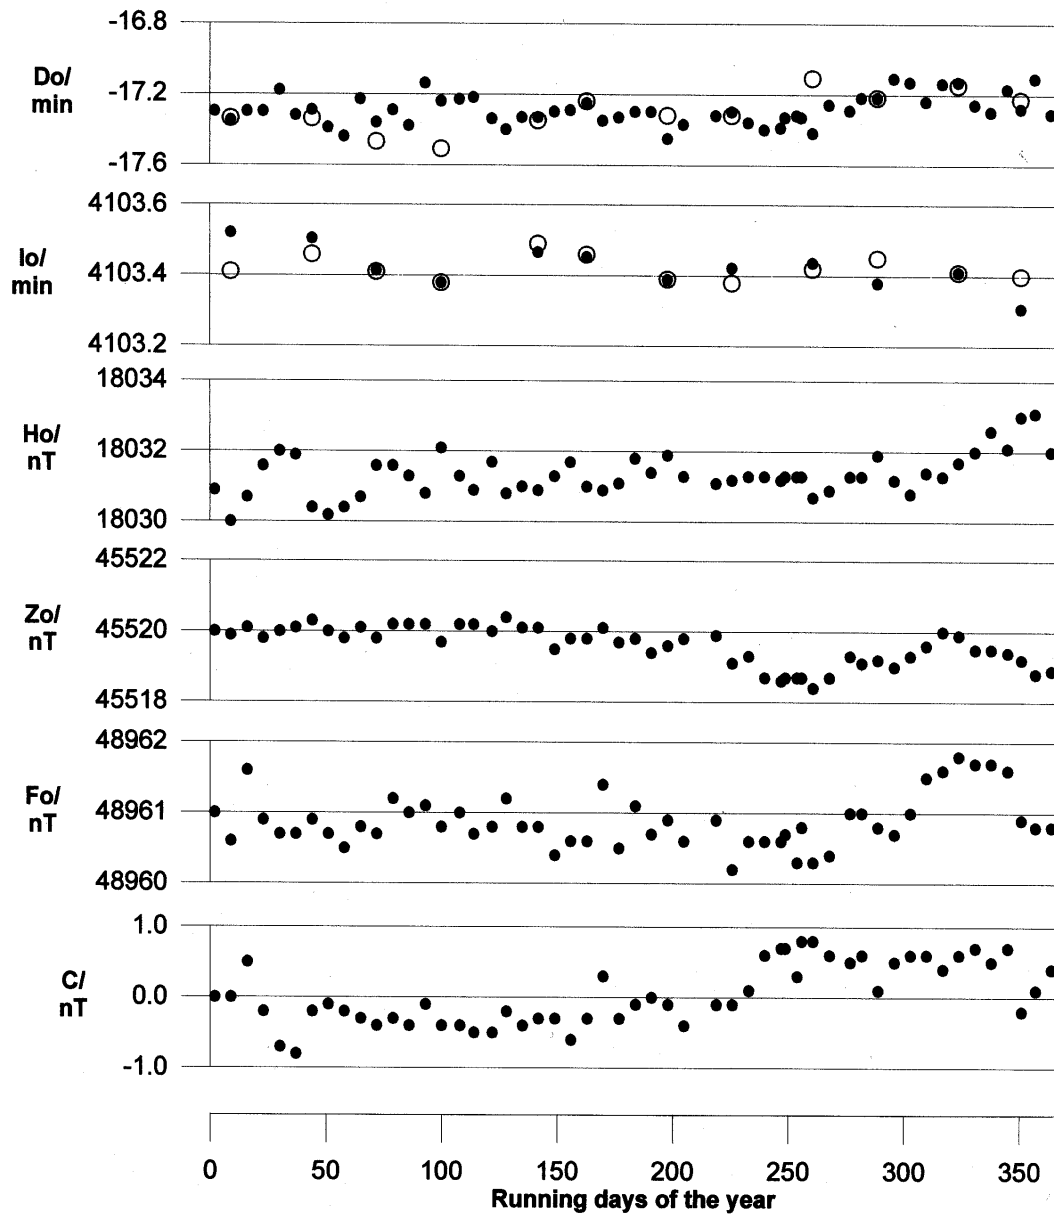 -16.8
Do/
min
-17.2
-17.6
4103.6
Io/
min
4103.4
4103.2
18034
Ho/
nT
18032
18030
45522
Zo/
nT
45520
45518
48962
Fo/
nT
48961
48960
1.0
C/
nT
0.0
-1.0
0 50 100 150 200 250 300 350
Running days of the year